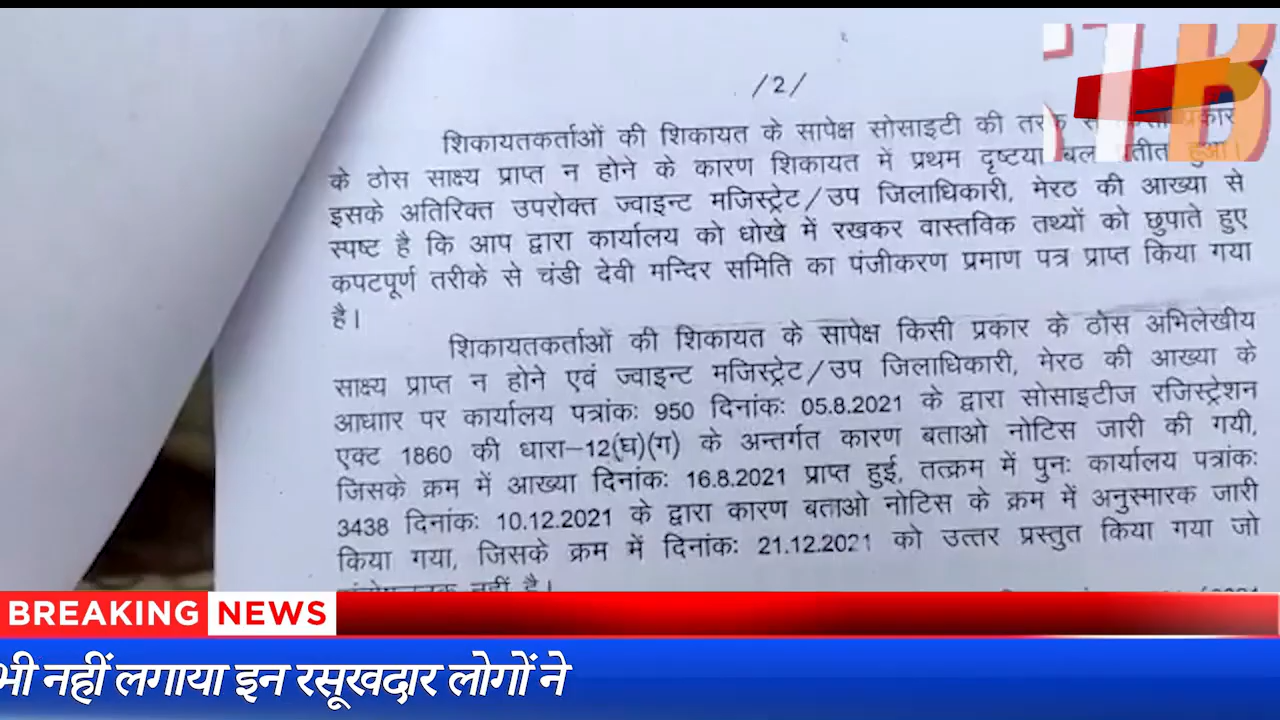 /2/
TB
शिकायतकर्ताओं की शिकायत के सापेक्ष सोसाइटी की
के ठोस साक्ष्य प्राप्त न होने के कारण शिकायत में प्रथम दृष्टया बल प्रतीत हुआ।
इसके अतिरिक्त उपरोक्त ज्वाइन्ट मजिस्ट्रेट/उप जिलाधिकारी, मेरठ की आख्या से
स्पष्ट है कि आप द्वारा कार्यालय को धोखे में रखकर वास्तविक तथ्यों को छुपाते हुए
कपटपूर्ण तरीके से चंडी देवी मन्दिर समिति का पंजीकरण प्रमाण पत्र प्राप्त किया गया
है।
शिकायतकर्ताओं की शिकायत के सापेक्ष किसी प्रकार के ठोस अभिलेखीय
साक्ष्य प्राप्त न होने एवं ज्वाइन्ट मजिस्ट्रेट/उप जिलाधिकारी, मेरठ की आख्या के
आधाार पर कार्यालय पत्रांकः 950 दिनांकः 05.8.2021 के द्वारा सोसाइटीज रजिस्ट्रेशन
एक्ट 1860 की धारा–12(घ)(ग) के अन्तर्गत कारण बताओ नोटिस जारी की गयी,
जिसके क्रम में आख्या दिनांकः 16.8.2021 प्राप्त हुई, तत्क्रम में पुनः कार्यालय पत्रांकः
3438 दिनांकः 10.12.2021 के द्वारा कारण बताओ नोटिस के क्रम में अनुस्मारक जारी
किया गया, जिसके क्रम में दिनांकः 21.12.2021 को उत्तर प्रस्तुत किया गया जो
नहीं है।
BREAKING NEWS
भी नहीं लगाया इन रसूखदार लोगों ने